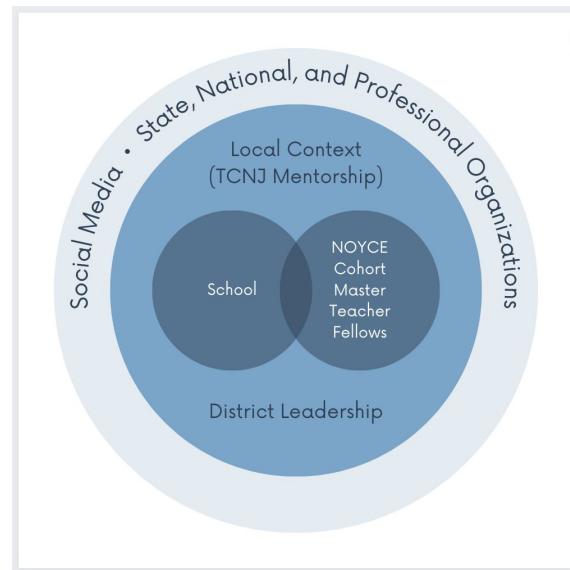 Social Media • State, National, and Professional Organizations
Local Context
(TCNJ Mentorship)
School
NOYCE
Cohort
Master
Teacher
Fellows
District Leadership